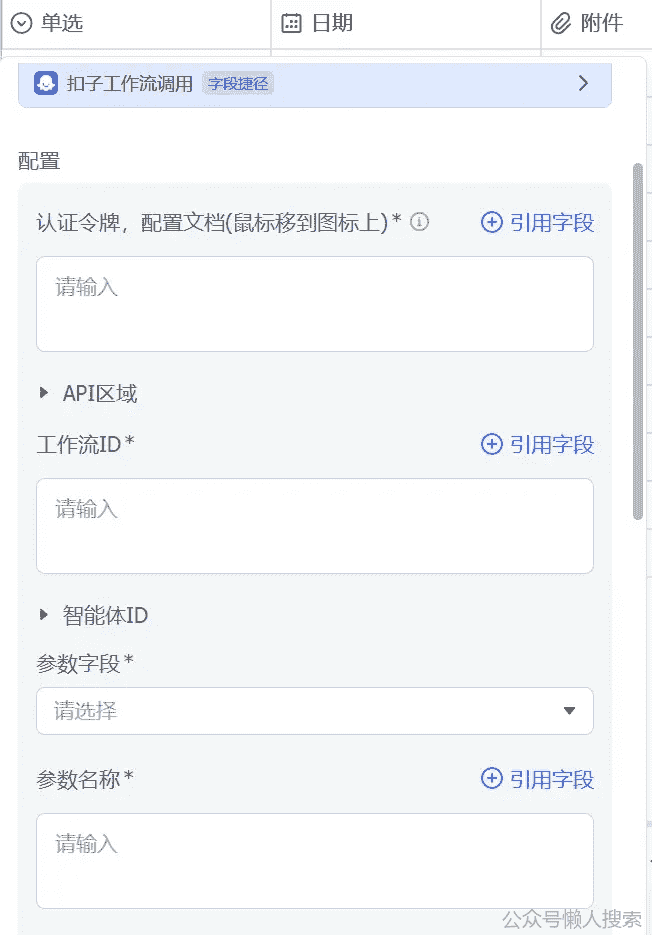 单选 日期 附件
扣子工作流调用 字段捷径
配置
认证令牌，配置文档(鼠标移到图标上)* 引用字段
请输入
API区域
工作流ID* 引用字段
请输入
智能体ID
参数字段*
请选择
参数名称* 引用字段
请输入
公众号懒人搜索